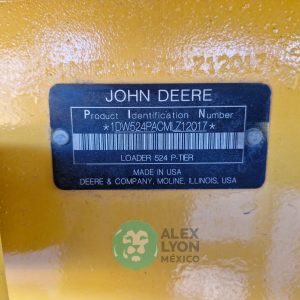 Z12017
JOHN DEERE
Product Identification Number
*1DW524PACMLZ12017*
LOADER 524 P-TIER
MADE IN USA
DEERE & COMPANY, MOLINE, ILLINOIS, USA
ALEX
LYON
MÉXICO